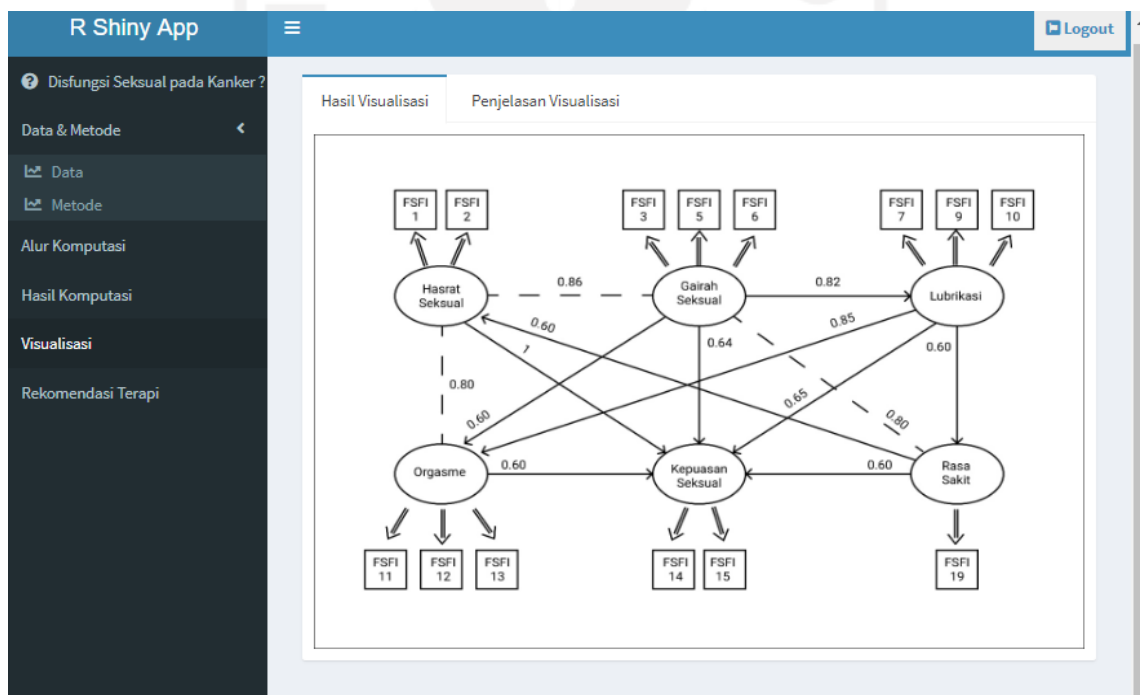 R Shiny App
Logout
Disfungsi Seksual pada Kanker ?
Data & Metode
Data
Metode
Alur Komputasi
Hasil Komputasi
Visualisasi
Rekomendasi Terapi
Hasil Visualisasi
Penjelasan Visualisasi
FSFI
1
FSFI
2
FSFI
3
FSFI
5
FSFI
6
FSFI
7
FSFI
9
FSFI
10
Hasrat
Seksual
0.86
Gairah
Seksual
0.82
Lubrikasi
0.60
1
0.64
0.85
0.60
0.80
0.60
0.65
0.80
Orgasme
0.60
Kepuasan
Seksual
0.60
Rasa
Sakit
FSFI
11
FSFI
12
FSFI
13
FSFI
14
FSFI
15
FSFI
19